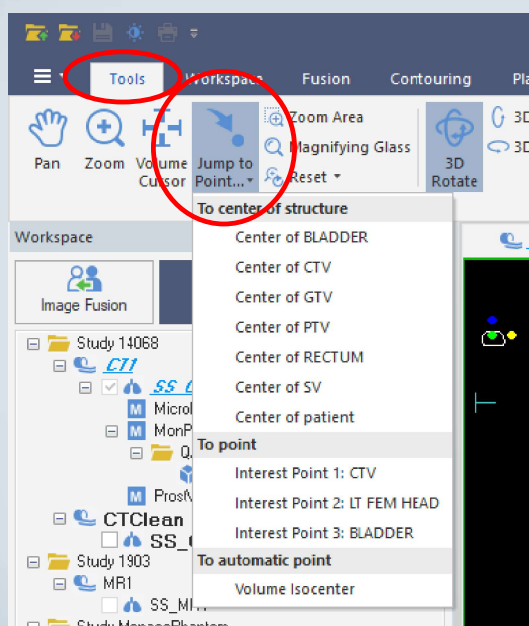 Tools Workspace Fusion Contouring
Pan
Zoom
Volume Cursor
Jump to Point...
Zoom Area
Magnifying Glass
Reset
3D Rotate
3D
3D
Workspace
Image Fusion
To center of structure
Center of BLADDER
Center of CTV
Center of GTV
Center of PTV
Center of RECTUM
Center of SV
Center of patient
To point
Interest Point 1: CTV
Interest Point 2: LT FEM HEAD
Interest Point 3: BLADDER
To automatic point
Volume Isocenter
Study 14068
CT1
M
M
M
CTClean
Study 1903
MR1